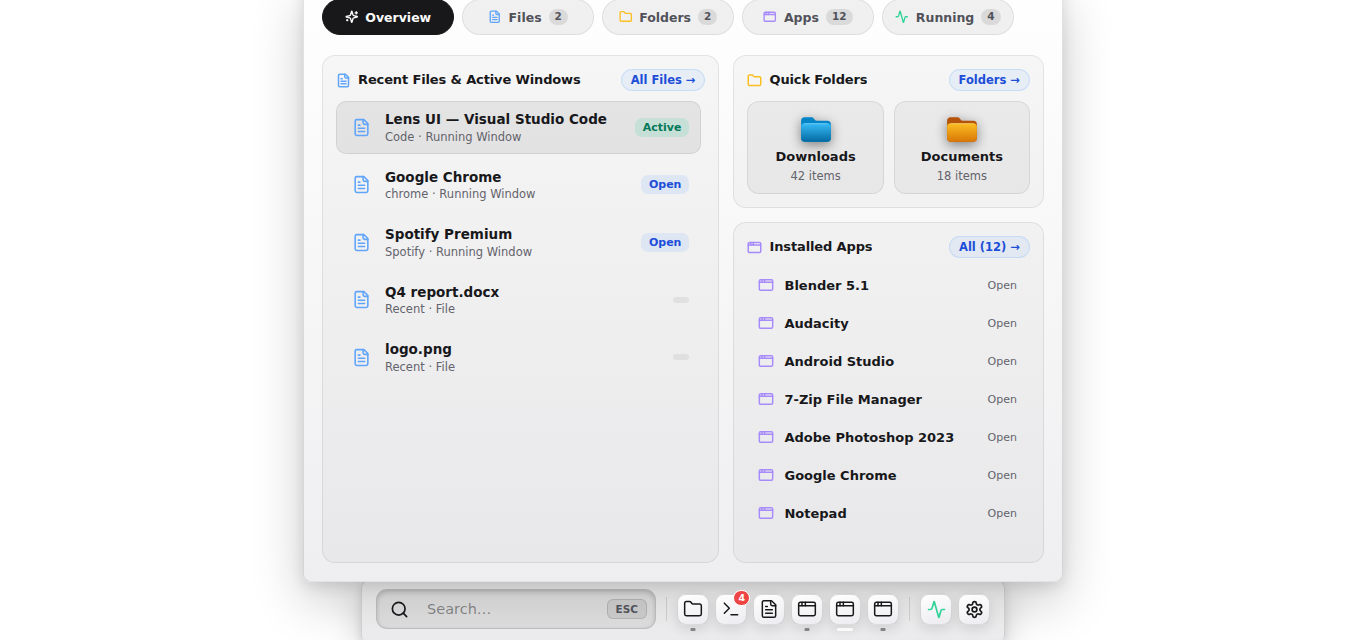 Overview
Files 2
Folders 2
Apps 12
Running 4
Recent Files & Active Windows
All Files →
Lens UI — Visual Studio Code
Code · Running Window
Active
Google Chrome
chrome · Running Window
Open
Spotify Premium
Spotify · Running Window
Open
Q4 report.docx
Recent · File
logo.png
Recent · File
Quick Folders
Folders →
Downloads
42 items
Documents
18 items
Installed Apps
All (12) →
Blender 5.1
Open
Audacity
Open
Android Studio
Open
7-Zip File Manager
Open
Adobe Photoshop 2023
Open
Google Chrome
Open
Notepad
Open
Search...
ESC
4